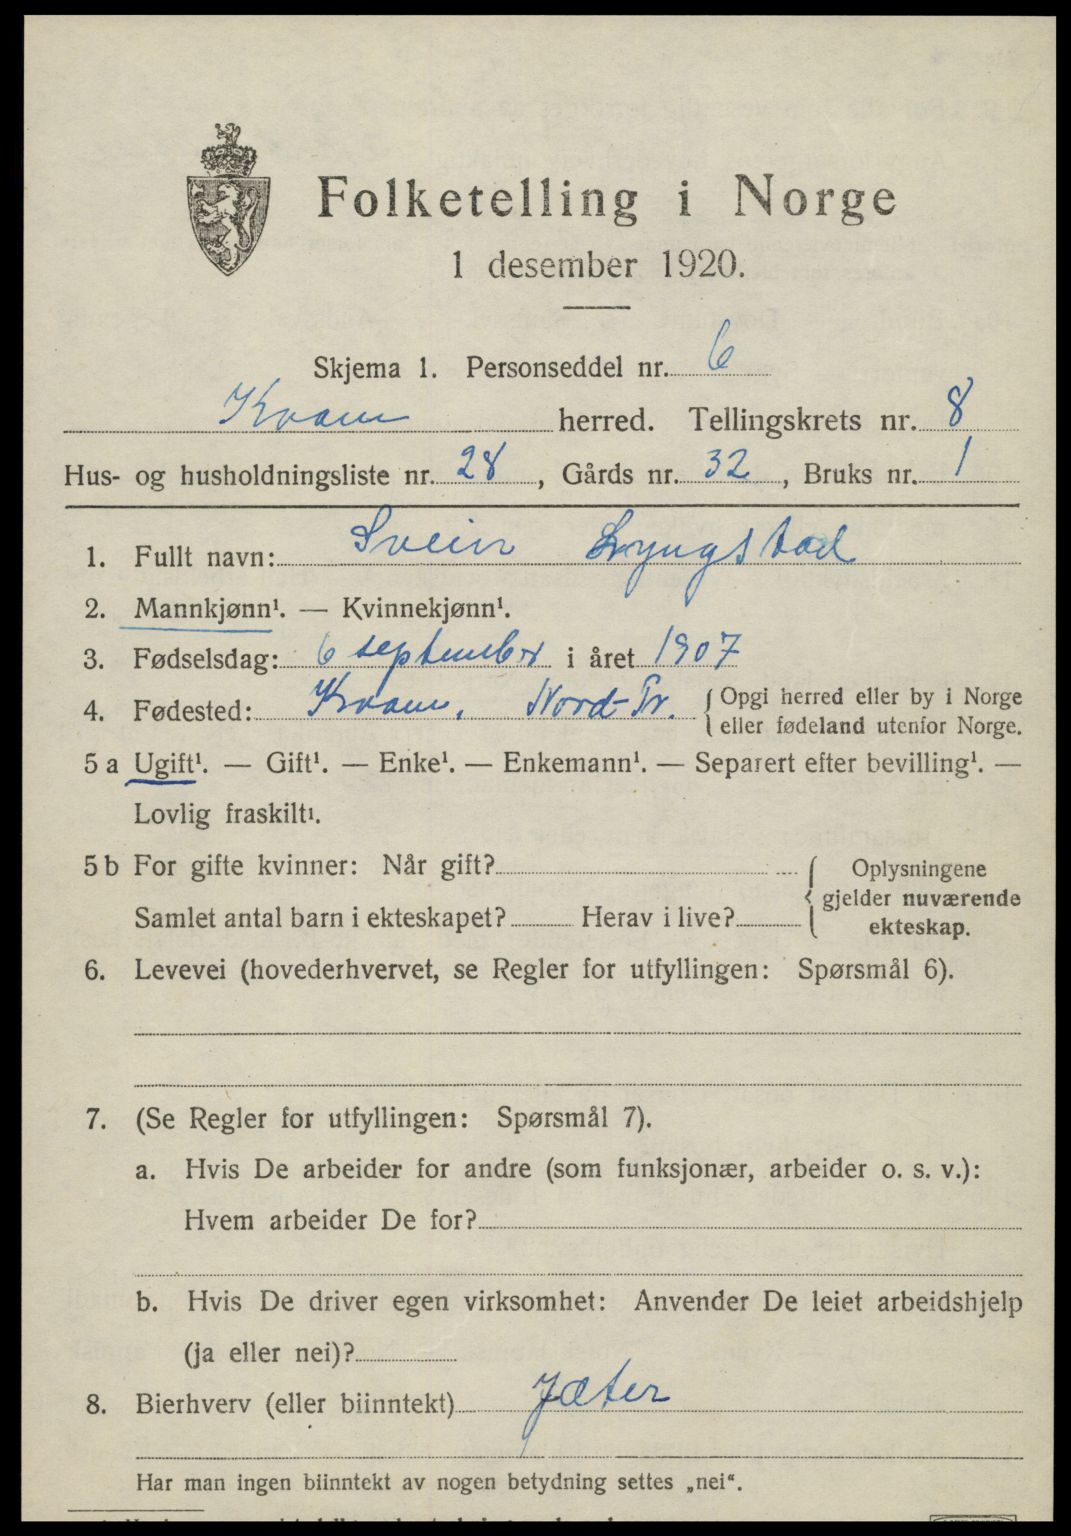 Folketelling i Norge
1 desember 1920.
Skjema 1. Personseddel nr. 6
Kvam herred. Tellingskrets nr. 8
Hus- og husholdningsliste nr. 28, Gårds nr. 32, Bruks nr. 1
1. Fullt navn: Svein Lyngstad
2. Mannkjønn¹. — Kvinnekjønn¹.
3. Fødselsdag: 6 september i året 1907
4. Fødested: Kvam, Nord-Tr. { Opgi herred eller by i Norge
eller fødeland utenfor Norge.
5 a Ugift¹. — Gift¹. — Enke¹. — Enkemann¹. — Separert efter bevilling¹. —
Lovlig fraskilt¹.
5 b For gifte kvinner: Når gift? { Oplysningene
gjelder nuværende
Samlet antal barn i ekteskapet? Herav i live? ekteskap.
6. Levevei (hovederhvervet, se Regler for utfyllingen: Spørsmål 6).
7. (Se Regler for utfyllingen: Spørsmål 7).
a. Hvis De arbeider for andre (som funksjonær, arbeider o. s. v.):
Hvem arbeider De for?
b. Hvis De driver egen virksomhet: Anvender De leiet arbeidshjelp
(ja eller nei)?
8. Bierhverv (eller biinntekt) Jæter
Har man ingen biinntekt av nogen betydning settes „nei“.